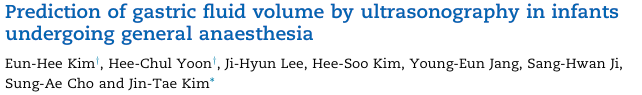 Prediction of gastric fluid volume by ultrasonography in infants
undergoing general anaesthesia
Eun-Hee Kim†, Hee-Chul Yoon†, Ji-Hyun Lee, Hee-Soo Kim, Young-Eun Jang, Sang-Hwan Ji,
Sung-Ae Cho and Jin-Tae Kim*